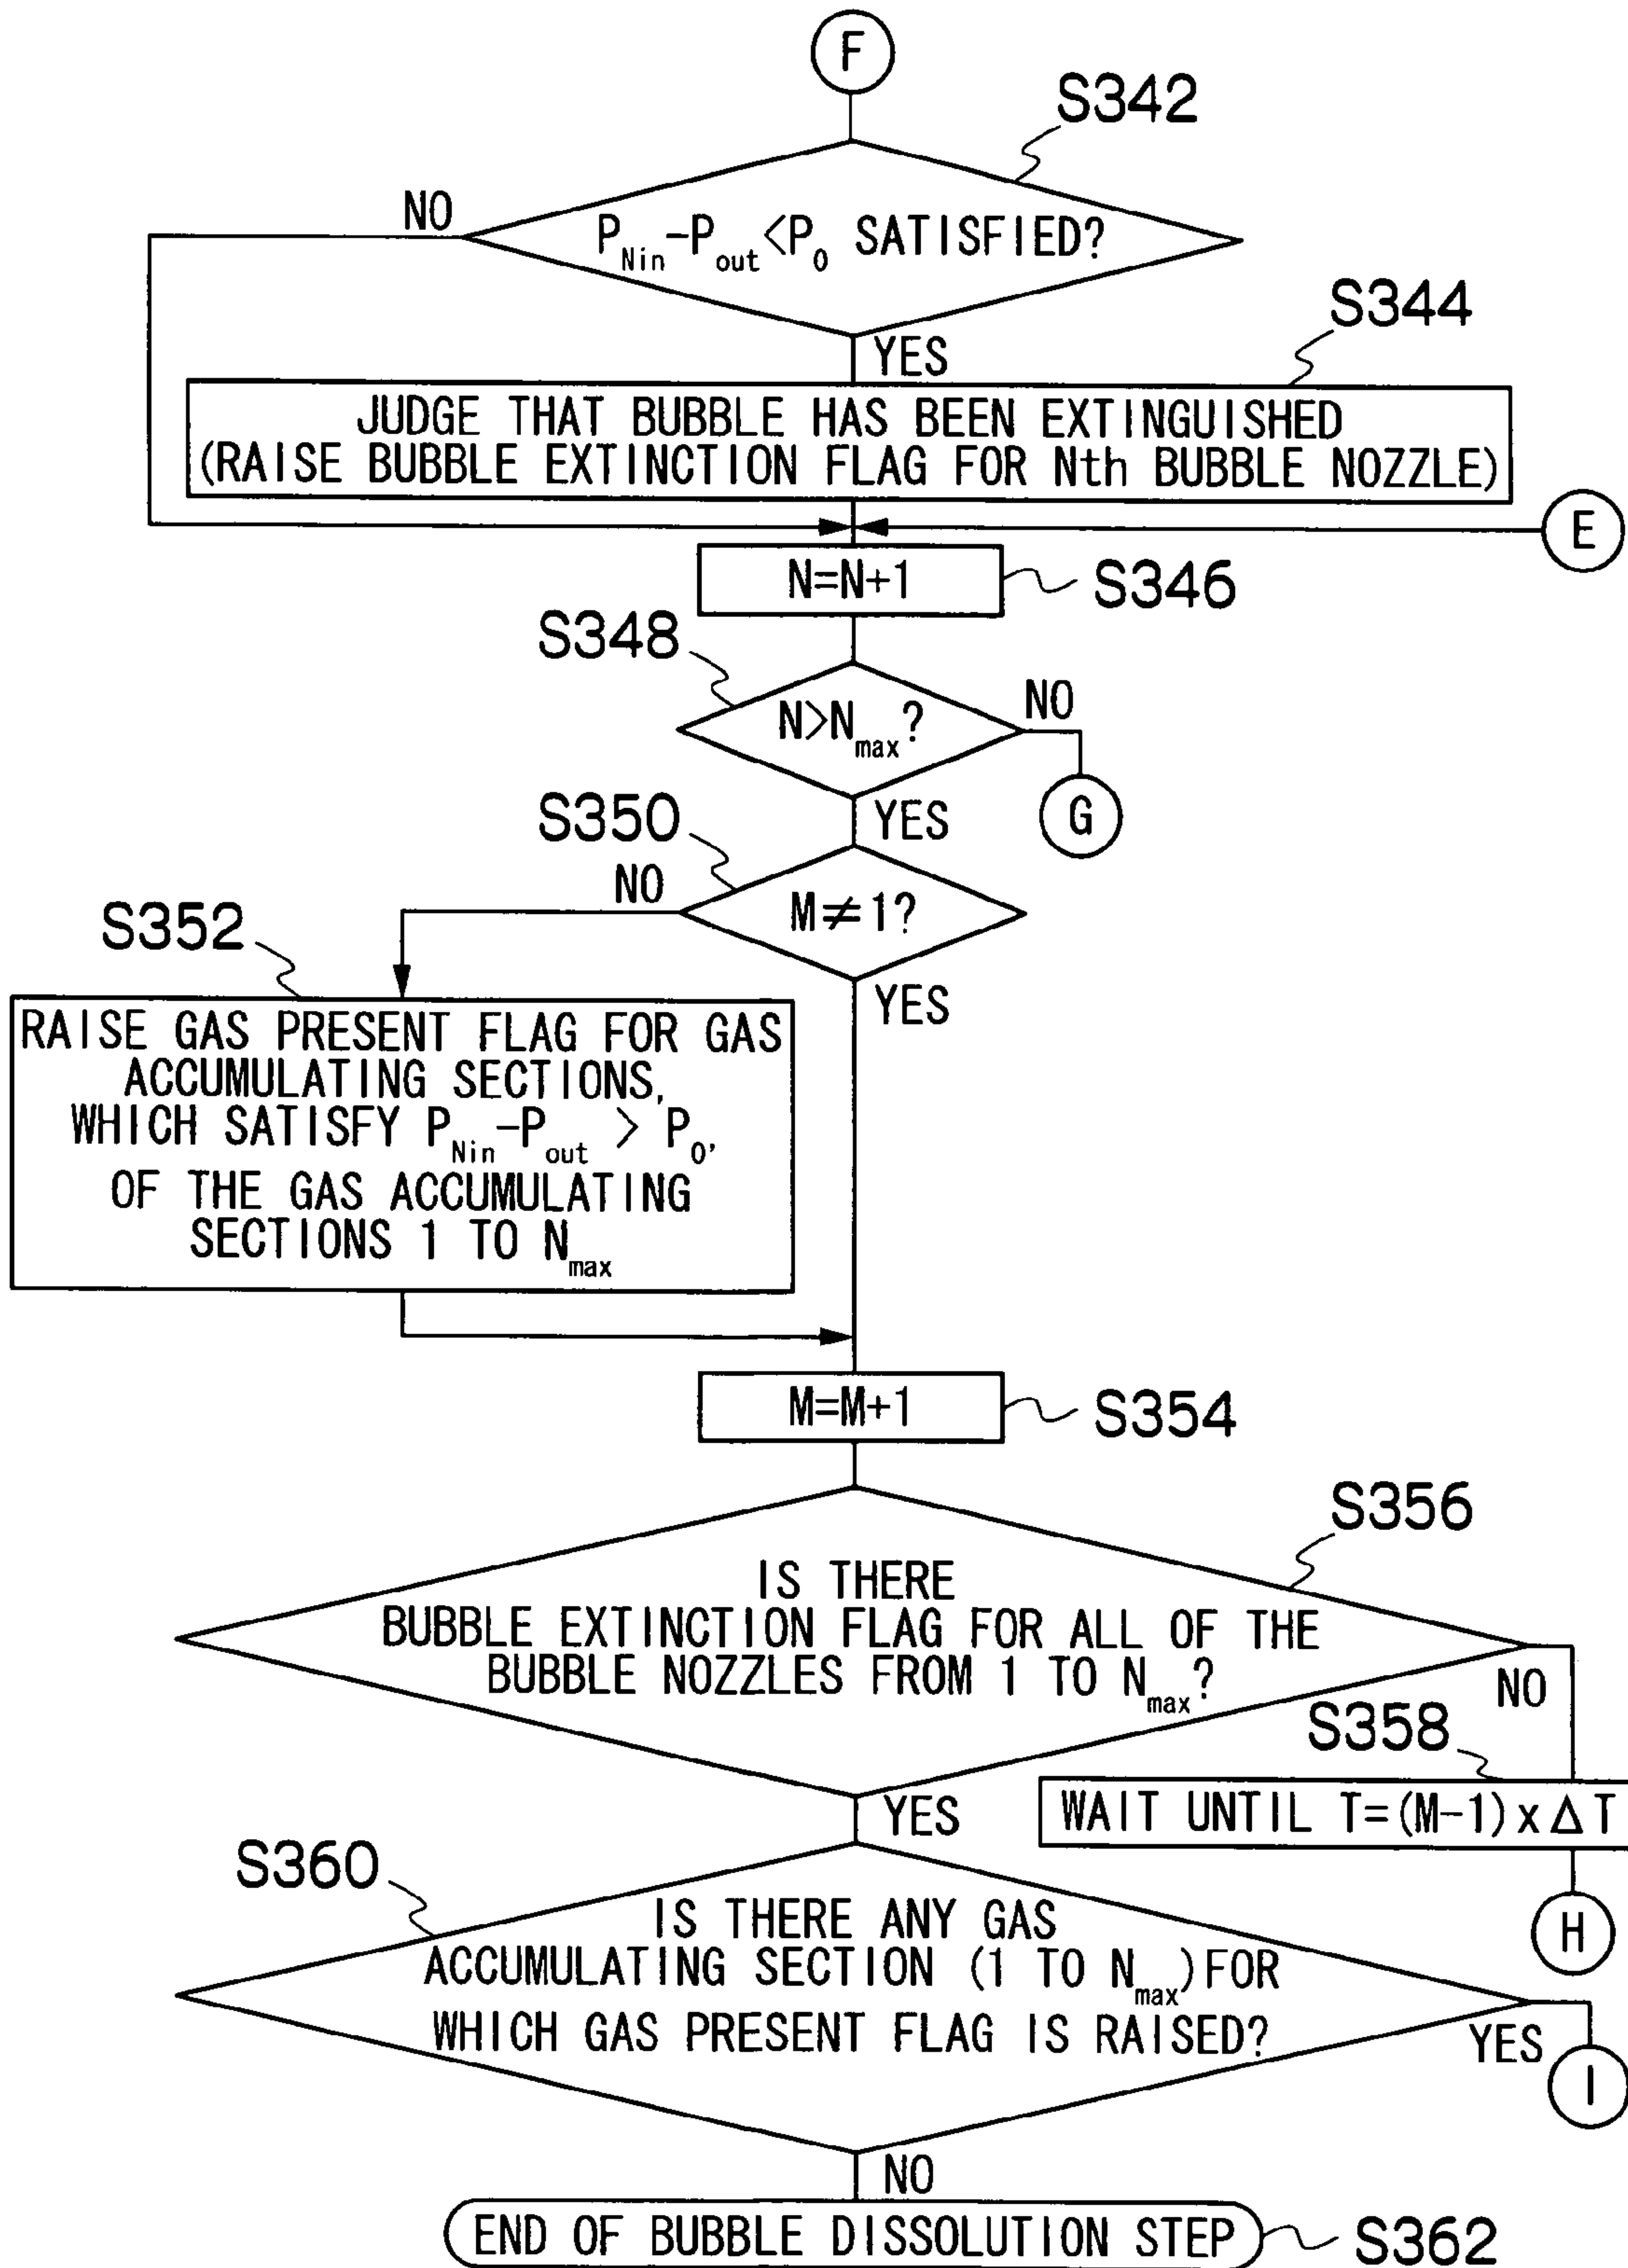 F
S342
NO
P_Nin-P_out<P_0 SATISFIED?
S344
YES
JUDGE THAT BUBBLE HAS BEEN EXTINGUISHED
(RAISE BUBBLE EXTINCTION FLAG FOR Nth BUBBLE NOZZLE)
E
N=N+1
S346
S348
N>N_max?
NO
G
YES
S350
NO
M≠1?
S352
YES
RAISE GAS PRESENT FLAG FOR GAS
ACCUMULATING SECTIONS,
WHICH SATISFY P_Nin-P_out > P_0,
OF THE GAS ACCUMULATING
SECTIONS 1 TO N_max
M=M+1
S354
S356
IS THERE
BUBBLE EXTINCTION FLAG FOR ALL OF THE
BUBBLE NOZZLES FROM 1 TO N_max?
NO
S358
YES
WAIT UNTIL T=(M-1)xΔT
S360
IS THERE ANY GAS
ACCUMULATING SECTION (1 TO N_max)FOR
WHICH GAS PRESENT FLAG IS RAISED?
H
YES
I
NO
END OF BUBBLE DISSOLUTION STEP
S362